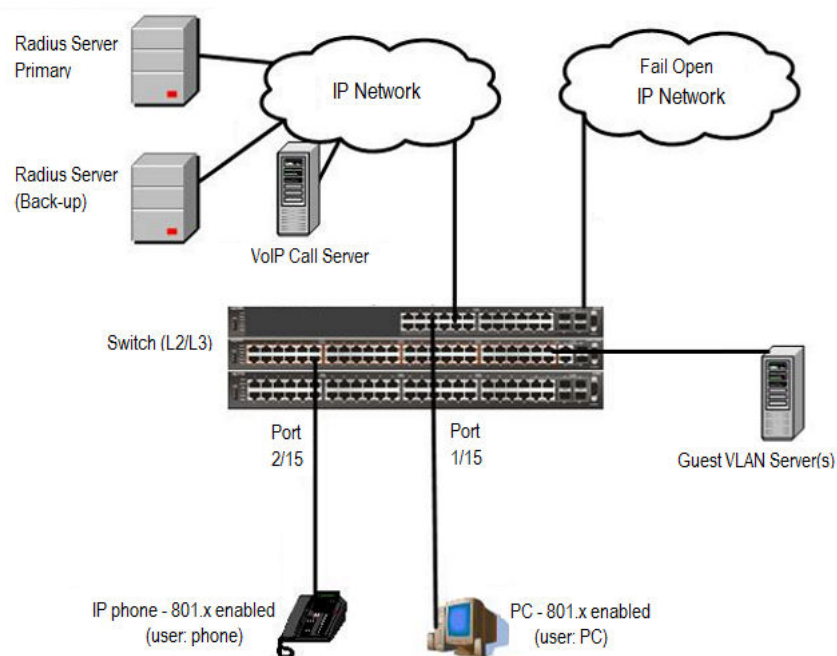 Radius Server
Primary
IP Network
Fail Open
IP Network
Radius Server
(Back-up)
VoIP Call Server
Switch (L2/L3)
Port
2/15
Port
1/15
Guest VLAN Server(s)
IP phone - 801.x enabled
(user: phone)
PC - 801.x enabled
(user: PC)